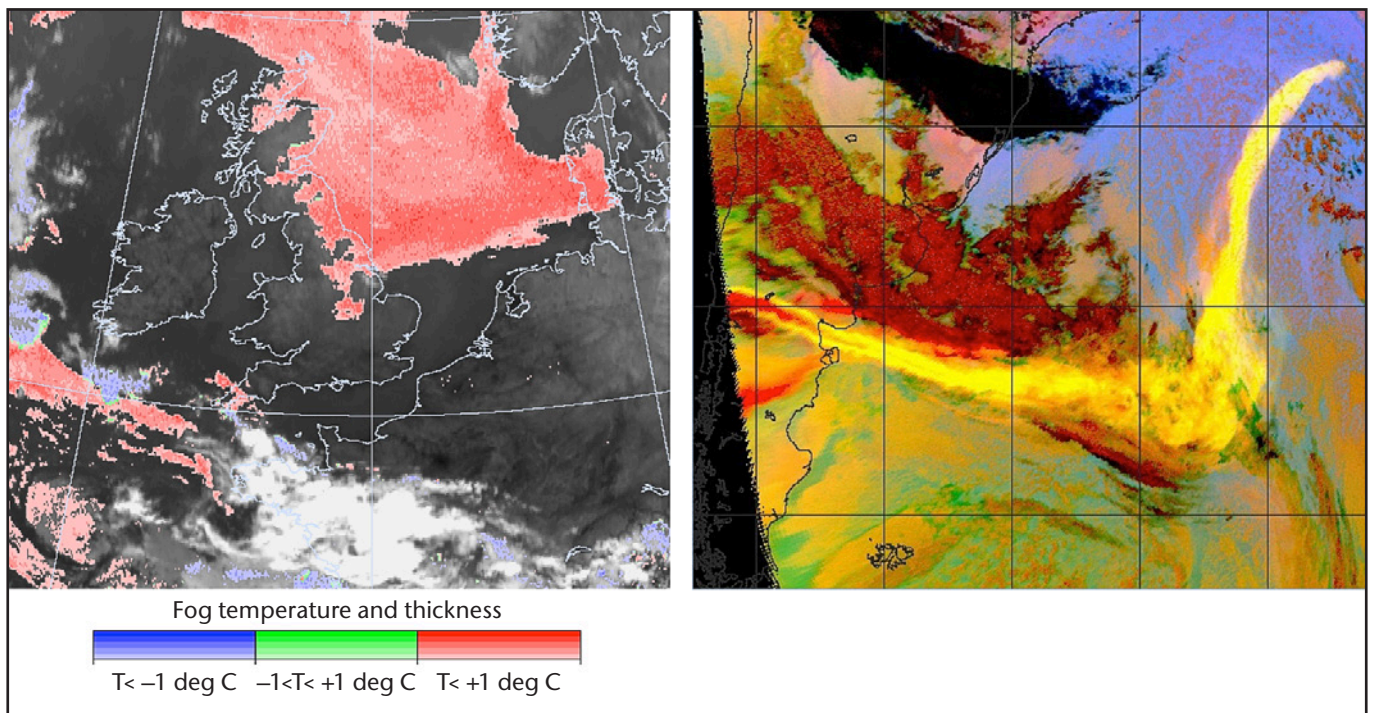 Fog temperature and thickness
T< –1 deg C –1<T< +1 deg C T< +1 deg C